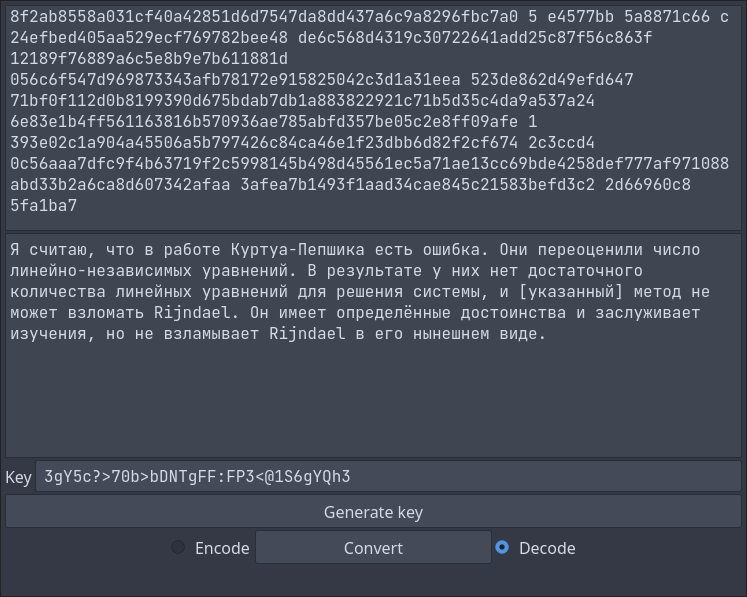 8f2ab8558a031cf40a42851d6d7547da8dd437a6c9a8296fbc7a0 5 e4577bb 5a8871c66 c
24efbed405aa529ecf769782bee48 de6c568d4319c30722641add25c87f56c863f
12189f76889a6c5e8b9e7b611881d
056c6f547d969873343afb78172e915825042c3d1a31eea 523de862d49efd647
71bf0f112d0b8199390d675bdab7db1a883822921c71b5d35c4da9a537a24
6e83e1b4ff561163816b570936ae785abfd357be05c2e8ff09afe 1
393e02c1a904a45506a5b797426c84ca46e1f23dbb6d82f2cf674 2c3ccd4
0c56aaa7dfc9f4b63719f2c5998145b498d45561ec5a71ae13cc69bde4258def777af971088
abd33b2a6ca8d607342afaa 3afea7b1493f1aad34cae845c21583befd3c2 2d66960c8
5fa1ba7
Я считаю, что в работе Куртуа-Пепшика есть ошибка. Они переоценили число
линейно-независимых уравнений. В результате у них нет достаточного
количества линейных уравнений для решения системы, и [указанный] метод не
может взломать Rijndael. Он имеет определённые достоинства и заслуживает
изучения, но не взламывает Rijndael в его нынешнем виде.
Key 3gY5c?>70b>bDNTgFF:FP3<@1S6gYQh3
Generate key
Encode Convert Decode